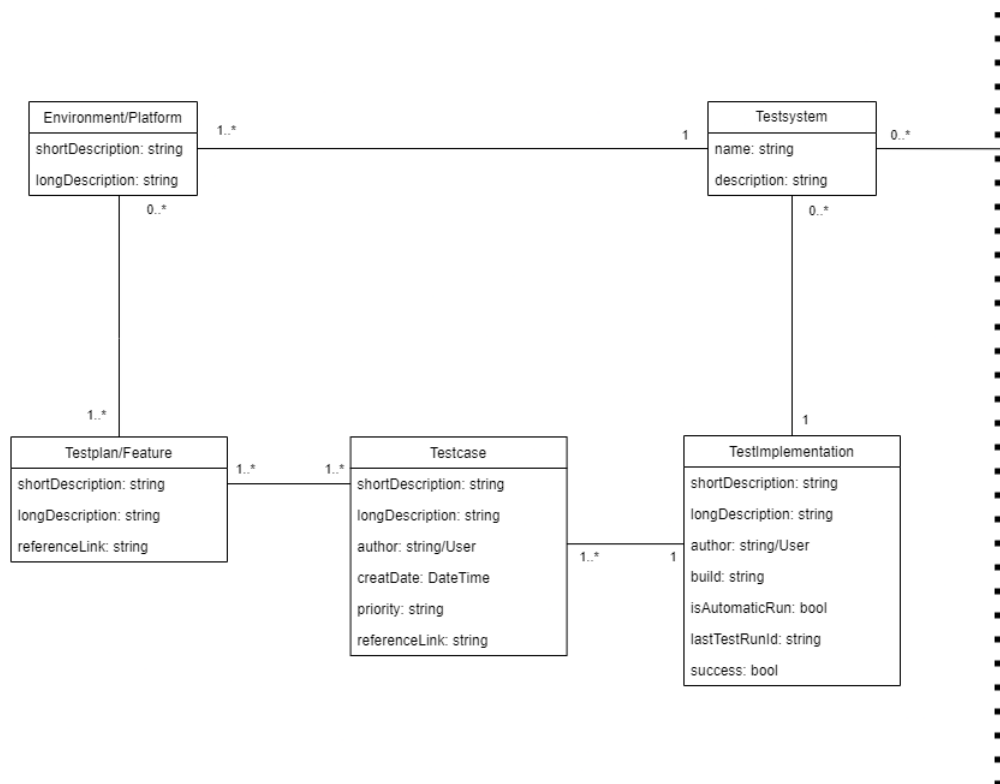 Environment/Platform
shortDescription: string
longDescription: string
1..*
1
Testsystem
name: string
description: string
0..*
0..*
0..*
1..*
1
Testplan/Feature
shortDescription: string
longDescription: string
referenceLink: string
1..*
1..*
Testcase
shortDescription: string
longDescription: string
author: string/User
creatDate: DateTime
priority: string
referenceLink: string
1..*
1
TestImplementation
shortDescription: string
longDescription: string
author: string/User
build: string
isAutomaticRun: bool
lastTestRunId: string
success: bool